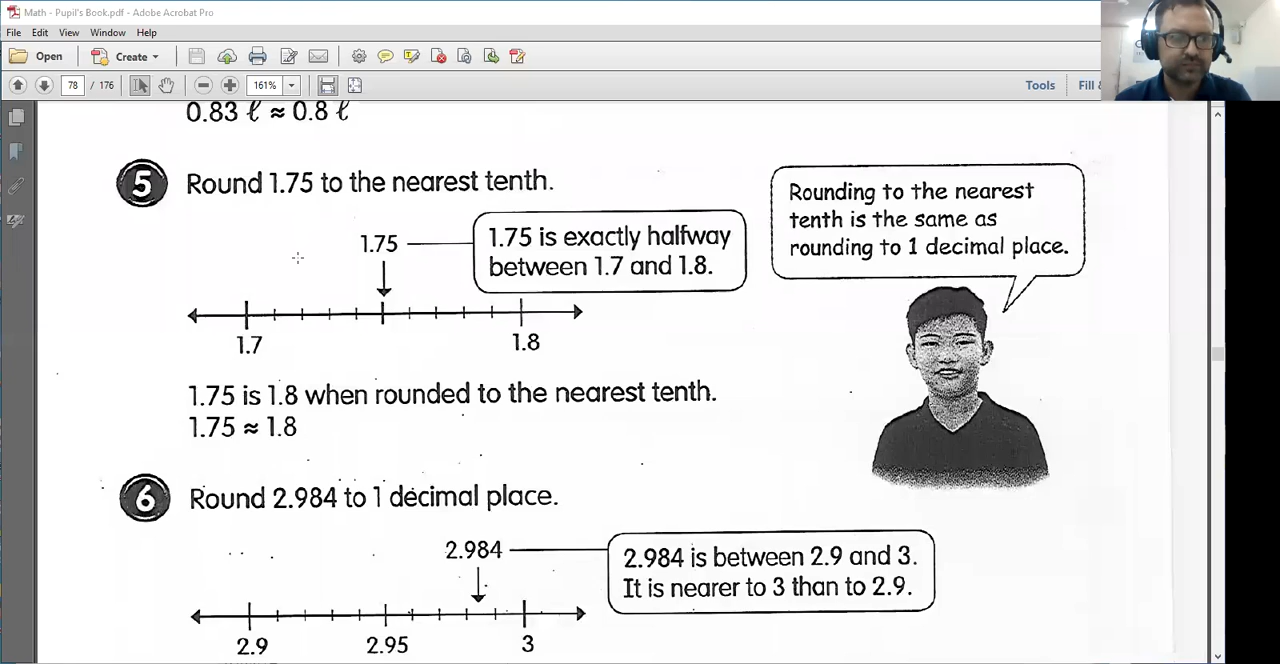 Math - Pupil's Book.pdf - Adobe Acrobat Pro
File Edit View Window Help
Open Create
78 / 176 161% Tools Fill &
0.83 ℓ ≈ 0.8 ℓ
5 Round 1.75 to the nearest tenth.
1.75
1.75 is exactly halfway
between 1.7 and 1.8.
Rounding to the nearest
tenth is the same as
rounding to 1 decimal place.
1.7 1.8
1.75 is 1.8 when rounded to the nearest tenth.
1.75 ≈ 1.8
6 Round 2.984 to 1 decimal place.
2.984
2.984 is between 2.9 and 3.
It is nearer to 3 than to 2.9.
2.9 2.95 3